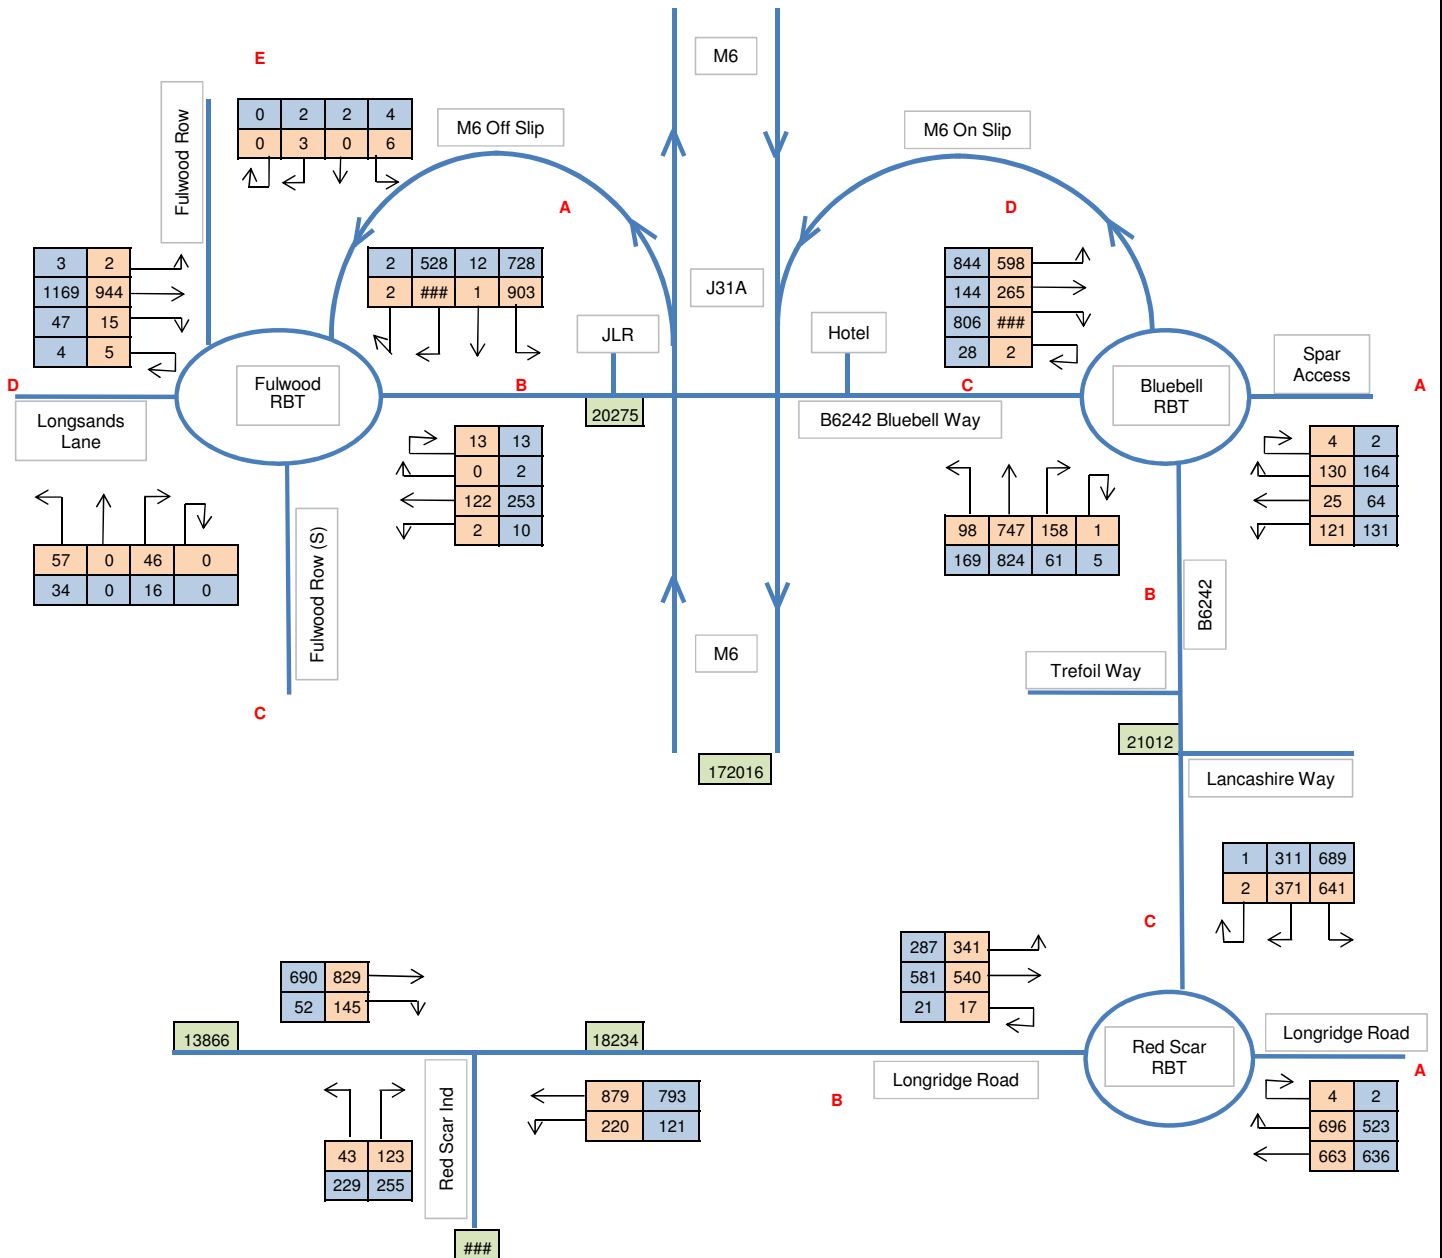 M6
E
Fulwood Row
0 2 2 4
0 3 0 6
M6 Off Slip
M6 On Slip
A
D
3 2
1169 944
47 15
4 5
2 528 12 728
2 ### 1 903
J31A
844 598
144 265
806 ###
28 2
JLR
Hotel
Spar
Access
D
Fulwood
RBT
B
C
Bluebell
RBT
A
Longsands
Lane
20275
B6242 Bluebell Way
13 13
0 2
122 253
2 10
4 2
130 164
25 64
121 131
57 0 46 0
34 0 16 0
Fulwood Row (S)
98 747 158 1
169 824 61 5
B
B6242
M6
Trefoil Way
C
21012
172016
Lancashire Way
1 311 689
2 371 641
C
287 341
581 540
21 17
690 829
52 145
13866
18234
Red Scar
RBT
Longridge Road
Longridge Road
A
B
Red Scar Ind
879 793
220 121
4 2
696 523
663 636
43 123
229 255
###